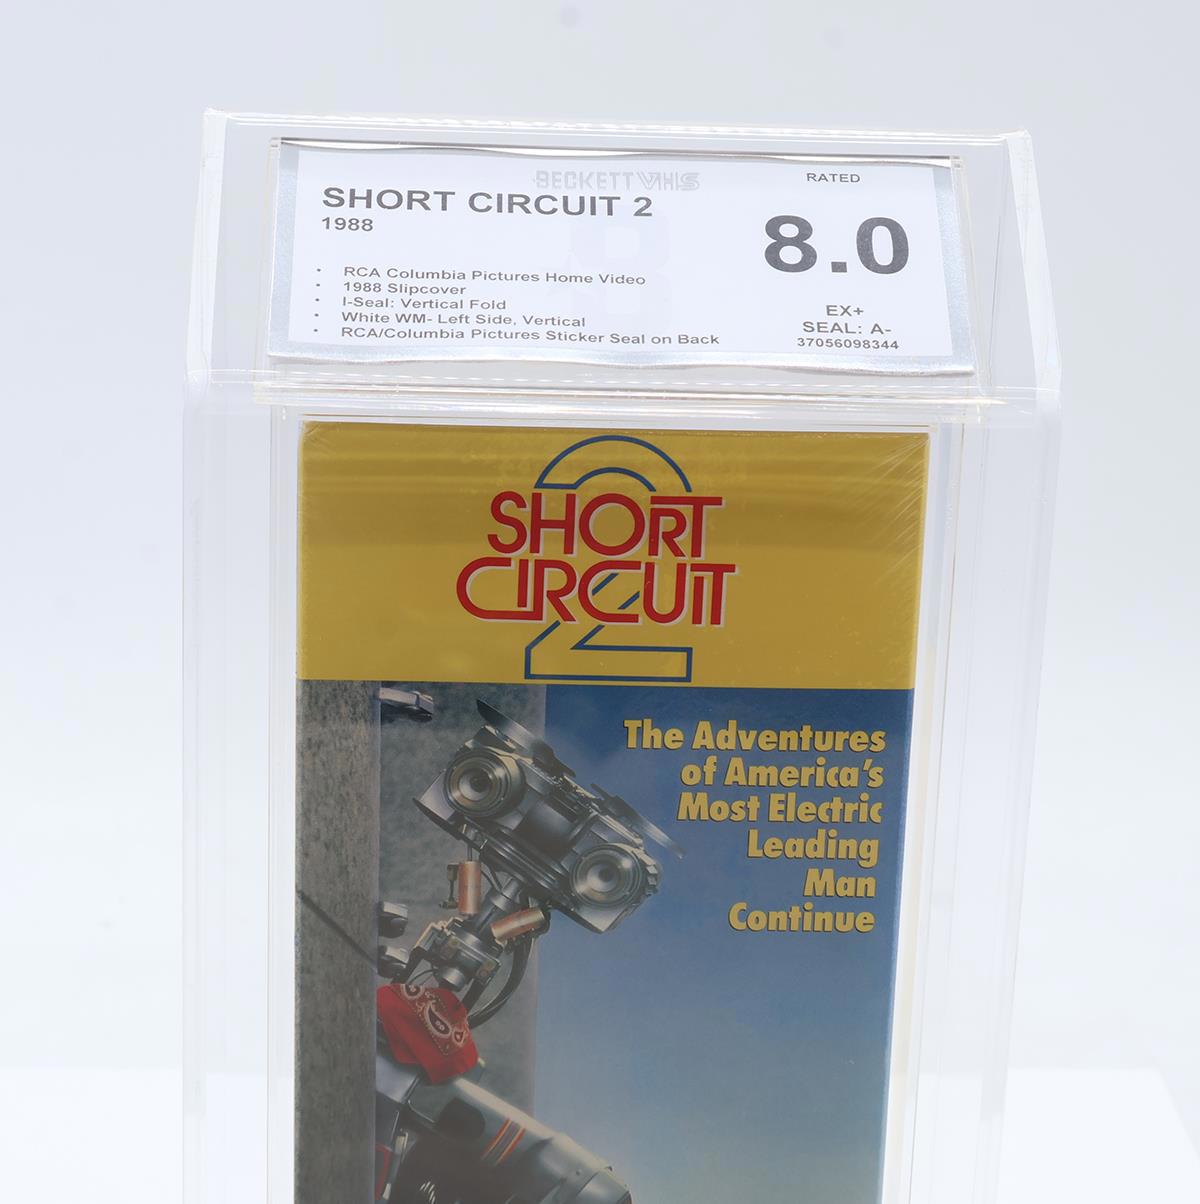 BECKETT VHS
SHORT CIRCUIT 2
1988
• RCA Columbia Pictures Home Video
• 1988 Slipcover
• I-Seal: Vertical Fold
• White WM- Left Side, Vertical
• RCA/Columbia Pictures Sticker Seal on Back
RATED
8.0
EX+
SEAL: A-
37056098344
2
SHORT
CIRCUIT
The Adventures
of America's
Most Electric
Leading
Man
Continue